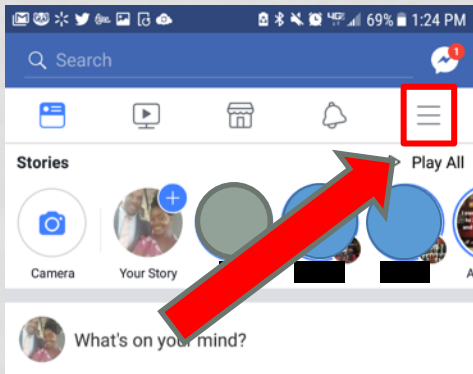 69% 1:24 PM
Search
1
Stories
Play All
Camera
Your Story
A
What's on your mind?